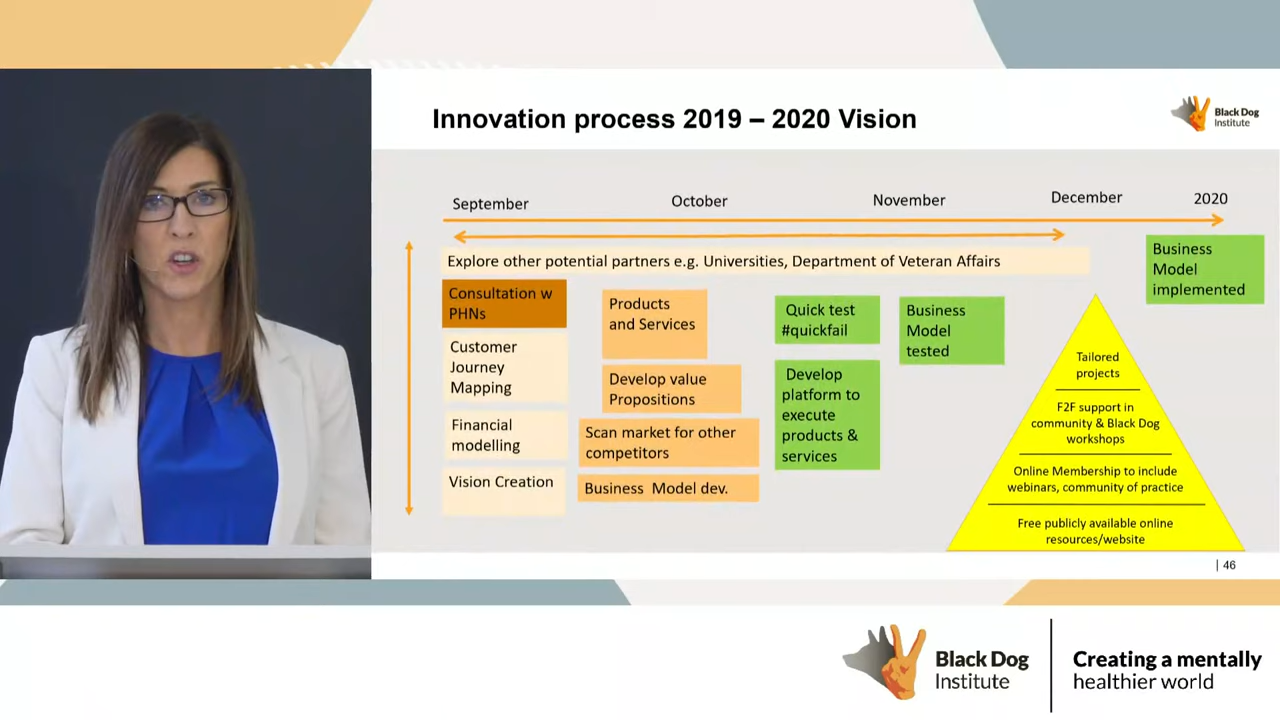 Innovation process 2019 – 2020 Vision
Black Dog
Institute
September
October
November
December
2020
Explore other potential partners e.g. Universities, Department of Veteran Affairs
Business
Model
implemented
Consultation w
PHNs
Customer
Journey
Mapping
Financial
modelling
Vision Creation
Products
and Services
Develop value
Propositions
Scan market for other
competitors
Business Model dev.
Quick test
#quickfail
Develop
platform to
execute
products &
services
Business
Model
tested
Tailored
projects
F2F support in
community & Black Dog
workshops
Online Membership to include
webinars, community of practice
Free publicly available online
resources/website
| 46
Black Dog
Institute
Creating a mentally
healthier world